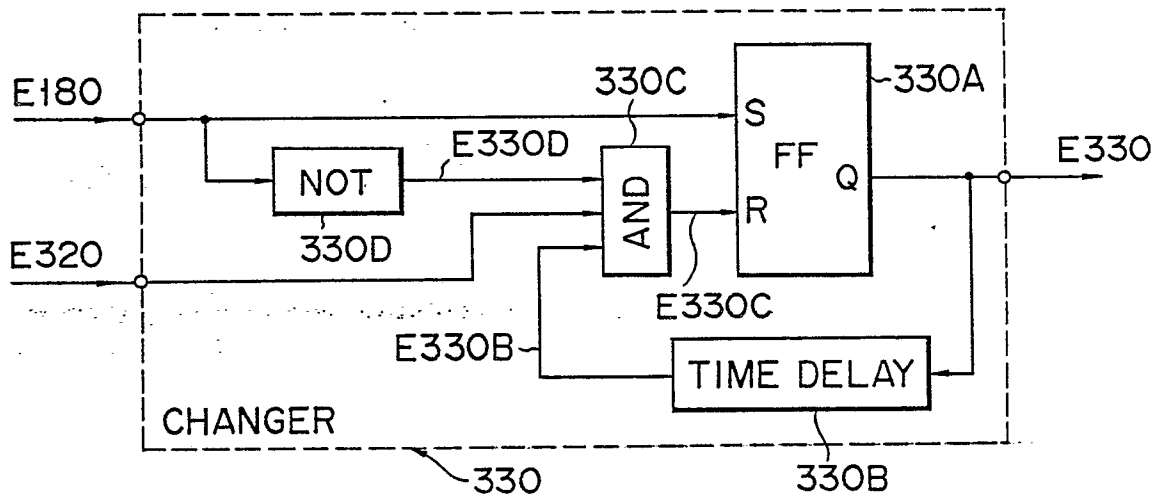 330C
330A
E180
S
E330D
E330
FF
NOT
AND
Q
R
330D
E320
E330C
E330B
TIME DELAY
CHANGER
330
330B